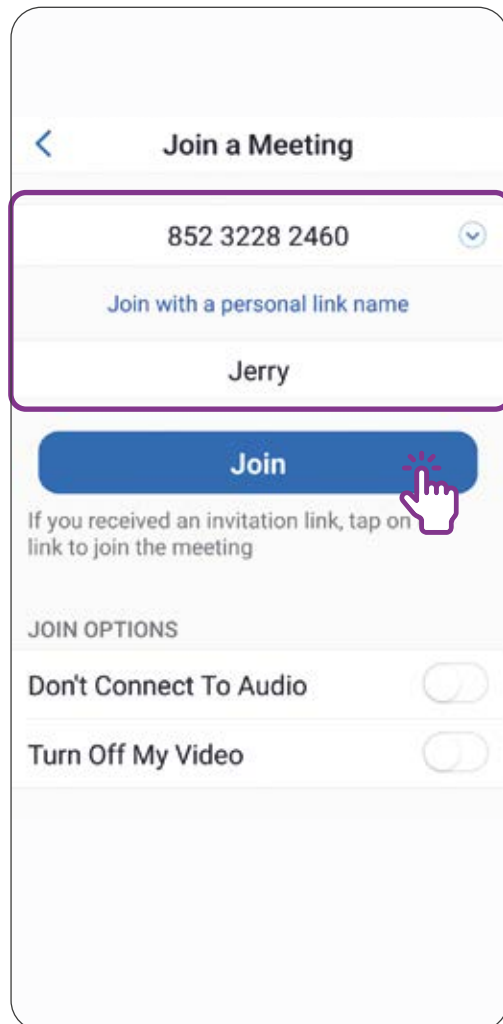 Join a Meeting
852 3228 2460
Join with a personal link name
Jerry
Join
If you received an invitation link, tap on
link to join the meeting
JOIN OPTIONS
Don't Connect To Audio
Turn Off My Video